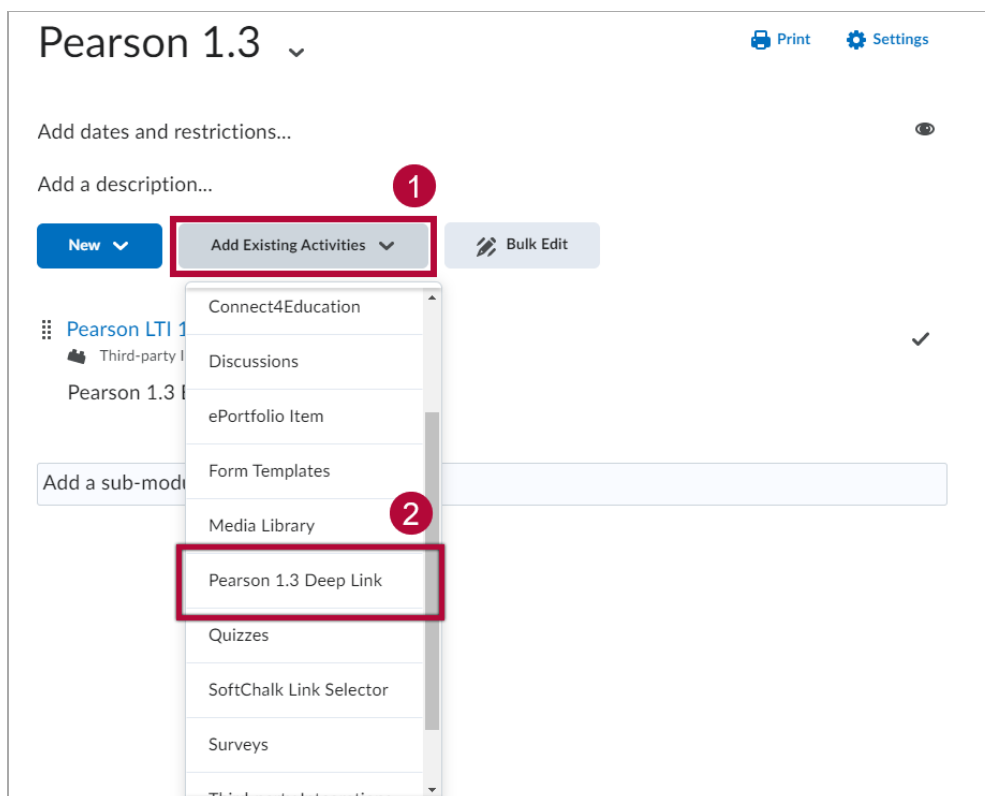 Pearson 1.3
Print Settings
Add dates and restrictions...
Add a description...
1
New Add Existing Activities Bulk Edit
Connect4Education
Pearson LTI 1
Third-party I
Discussions
Pearson 1.3
ePortfolio Item
Form Templates
Add a sub-modu
Media Library
2
Pearson 1.3 Deep Link
Quizzes
SoftChalk Link Selector
Surveys